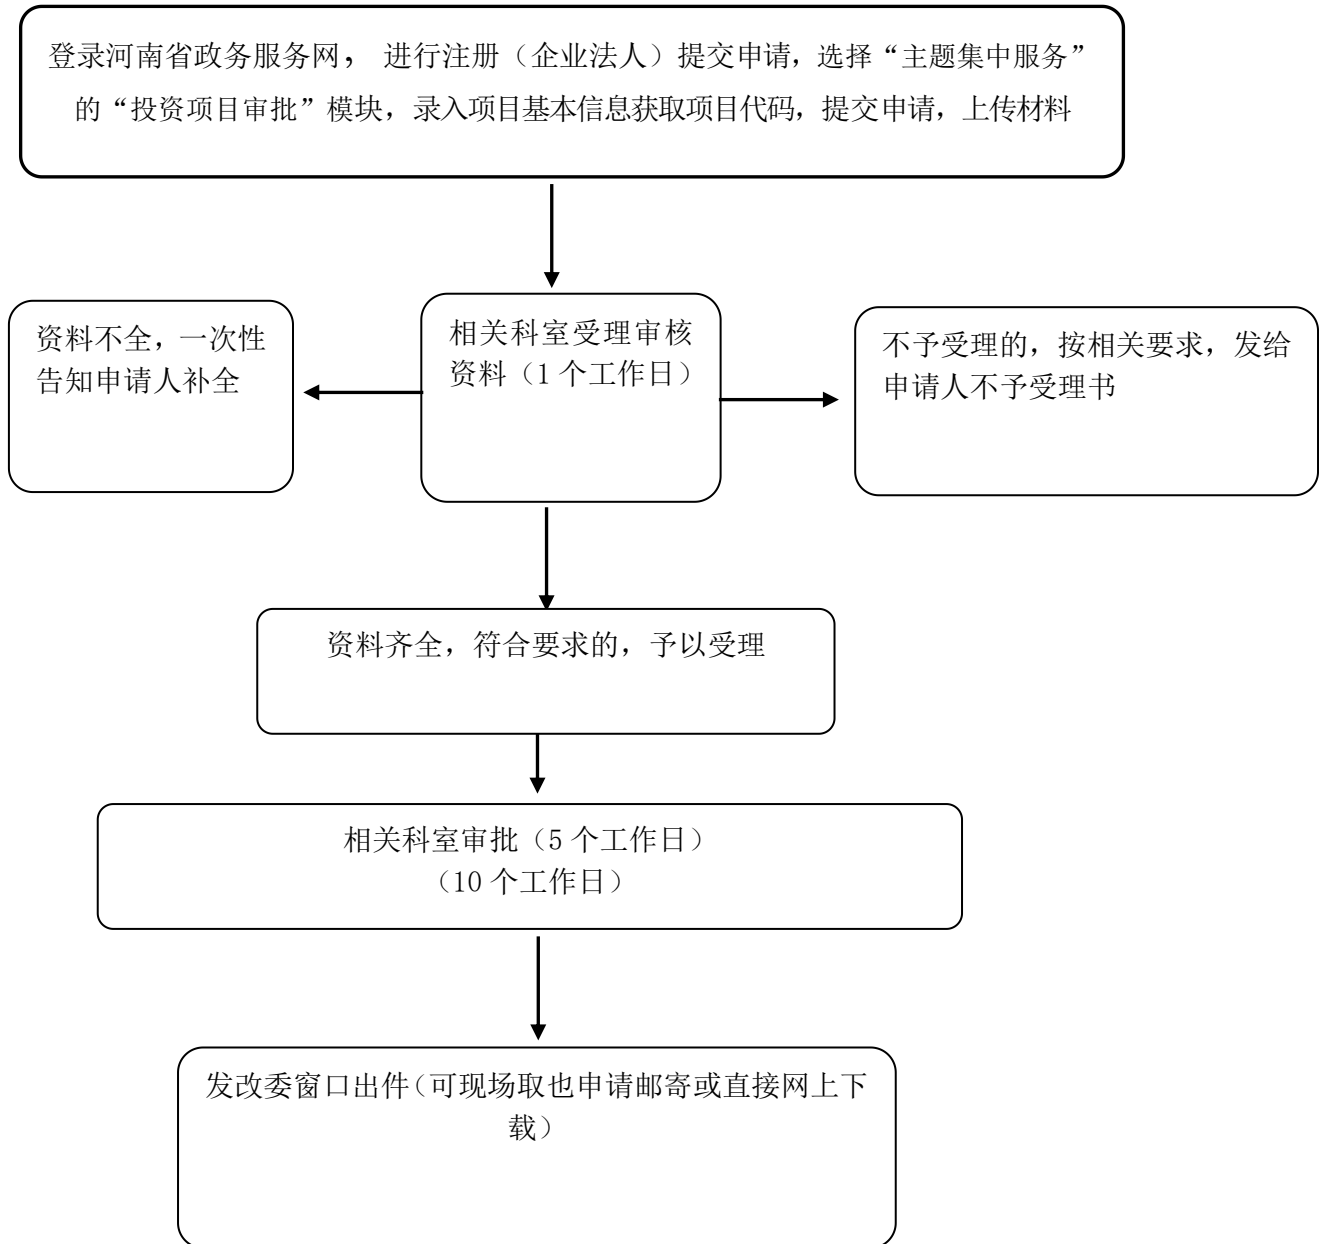 登录河南省政务服务网， 进行注册（企业法人）提交申请，选择“主题集中服务”
的“投资项目审批”模块，录入项目基本信息获取项目代码，提交申请，上传材料
资料不全，一次性
告知申请人补全
相关科室受理审核
资料（1 个工作日）
不予受理的，按相关要求，发给
申请人不予受理书
资料齐全，符合要求的，予以受理
相关科室审批（5 个工作日）
（10 个工作日）
发改委窗口出件（可现场取也申请邮寄或直接网上下
载）